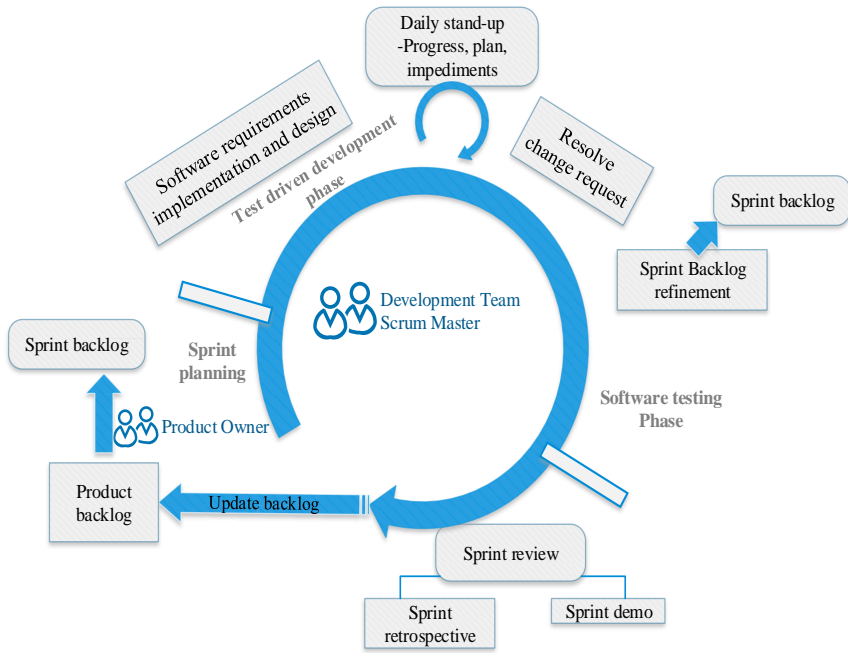 Daily stand-up
-Progress, plan,
impediments
Software requirements
implementation and design
Test driven development
phase
Resolve
change request
Sprint backlog
Sprint Backlog
refinement
Development Team
Scrum Master
Sprint backlog
Sprint
planning
Product Owner
Software testing
Phase
Product
backlog
Update backlog
Sprint review
Sprint
retrospective
Sprint demo